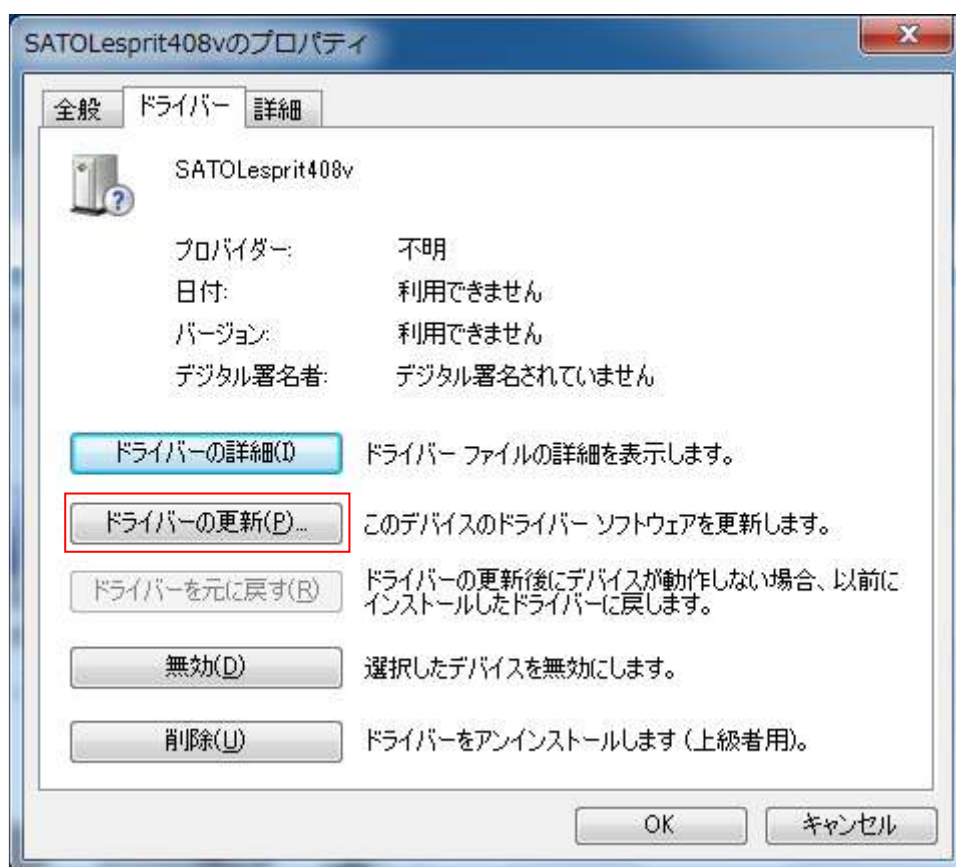 SATOLesprit408vのプロパティ
全般 ドライバー 詳細
SATOLesprit408v
プロバイダー: 不明
日付: 利用できません
バージョン: 利用できません
デジタル署名者: デジタル署名されていません
ドライバーの詳細(I) ドライバー ファイルの詳細を表示します。
ドライバーの更新(P)... このデバイスのドライバー ソフトウェアを更新します。
ドライバーを元に戻す(R) ドライバーの更新後にデバイスが動作しない場合、以前に
インストールしたドライバーに戻します。
無効(D) 選択したデバイスを無効にします。
削除(U) ドライバーをアンインストールします (上級者用)。
OK キャンセル